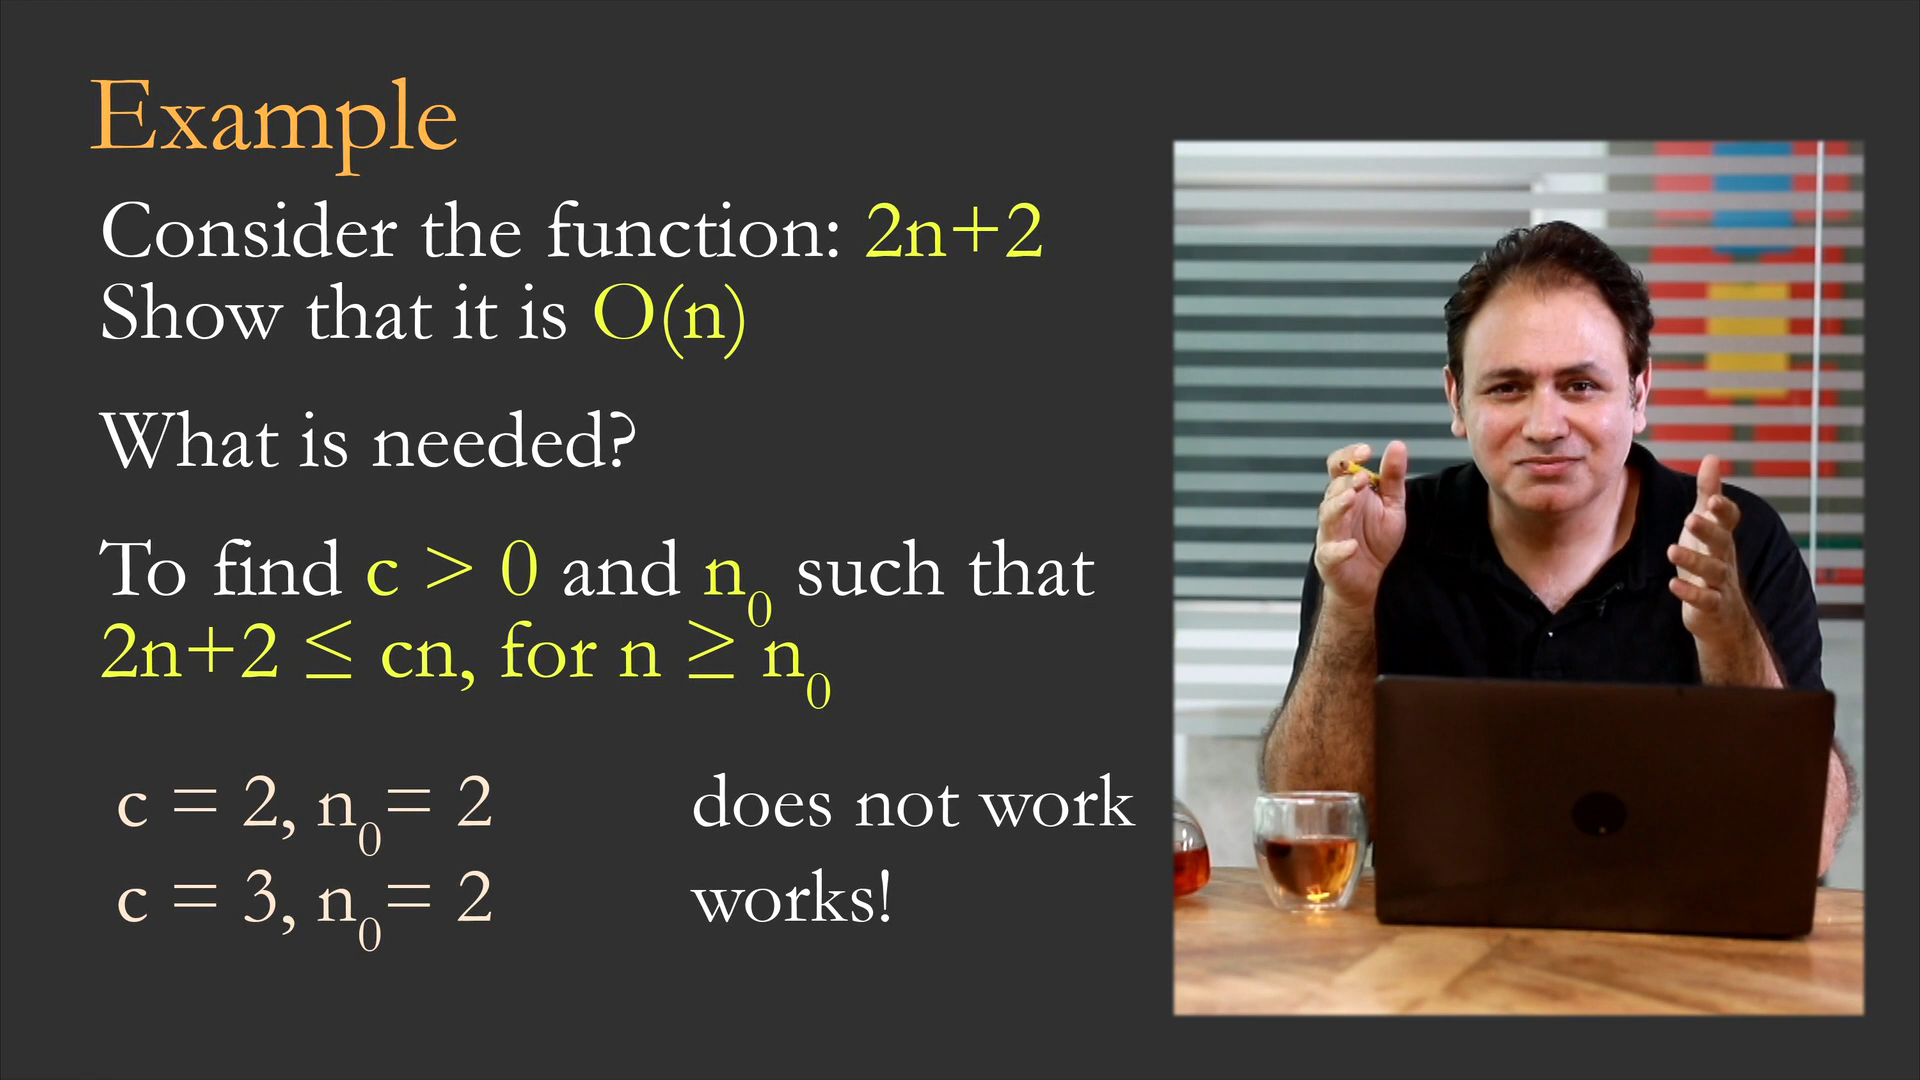 Example
Consider the function: 2n+2
Show that it is O(n)
What is needed?
To find c > 0 and n₀ such that
2n+2 ≤ cn, for n ≥ n₀
c = 2, n₀= 2 does not work
c = 3, n₀= 2 works!